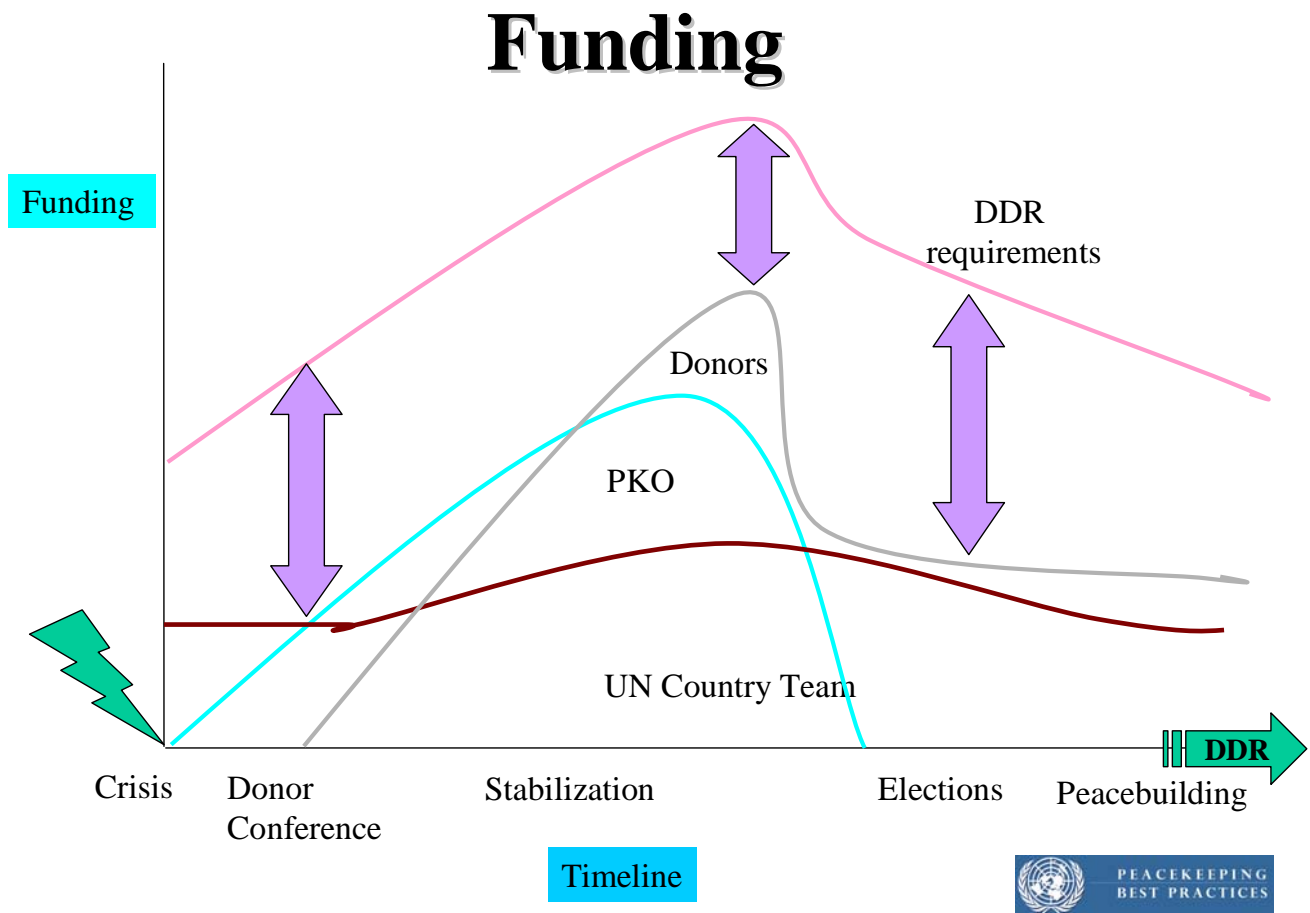 Funding
Funding
DDR
requirements
Donors
PKO
UN Country Team
DDR
Crisis
Donor
Conference
Stabilization
Elections
Peacebuilding
Timeline
PEACEKEEPING
BEST PRACTICES